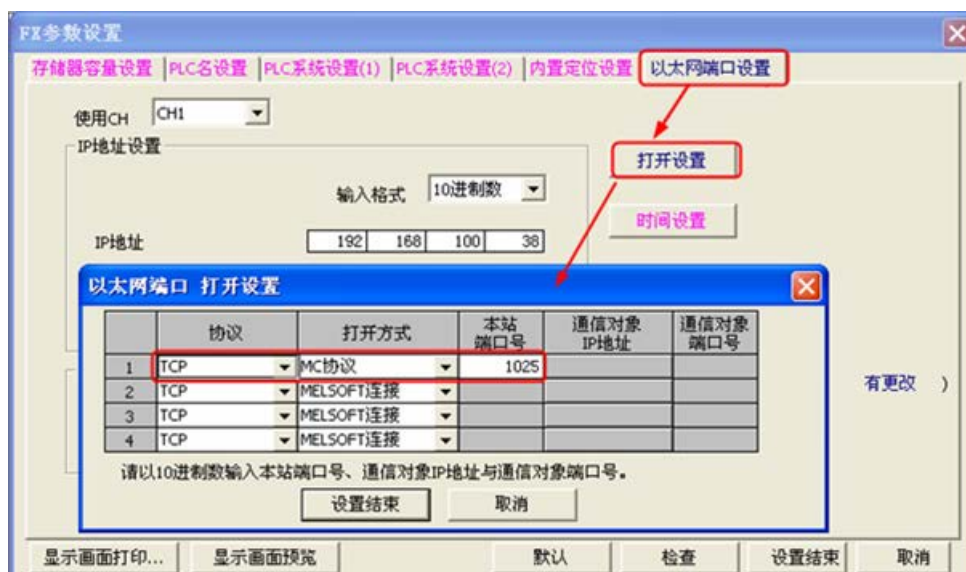 FX参数设置
存储器容量设置 PLC名设置 PLC系统设置(1) PLC系统设置(2) 内置定位设置 以太网端口设置
使用CH CH1
IP地址设置
打开设置
输入格式 10进制数
时间设置
IP地址 192 168 100 38
以太网端口 打开设置
协议 打开方式 本站端口号 通信对象IP地址 通信对象端口号
1 TCP MC协议 1025
2 TCP MELSOFT连接
3 TCP MELSOFT连接
4 TCP MELSOFT连接
有更改 )
请以10进制数输入本站端口号、通信对象IP地址与通信对象端口号。
设置结束 取消
显示画面打印... 显示画面预览 默认 检查 设置结束 取消